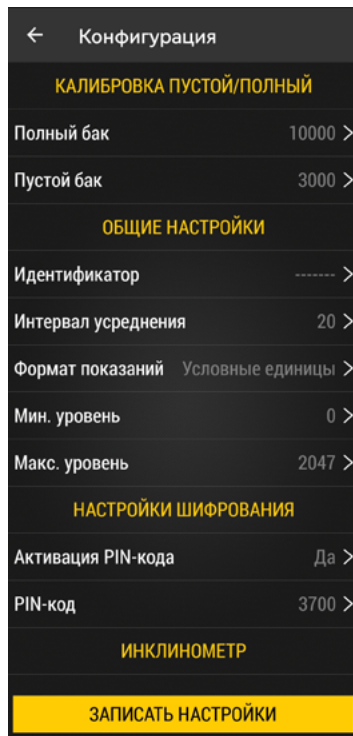 Конфигурация
КАЛИБРОВКА ПУСТОЙ/ПОЛНЫЙ
Полный бак 10000
Пустой бак 3000
ОБЩИЕ НАСТРОЙКИ
Идентификатор -------
Интервал усреднения 20
Формат показаний Условные единицы
Мин. уровень 0
Макс. уровень 2047
НАСТРОЙКИ ШИФРОВАНИЯ
Активация PIN-кода Да
PIN-код 3700
ИНКЛИНОМЕТР
ЗАПИСАТЬ НАСТРОЙКИ